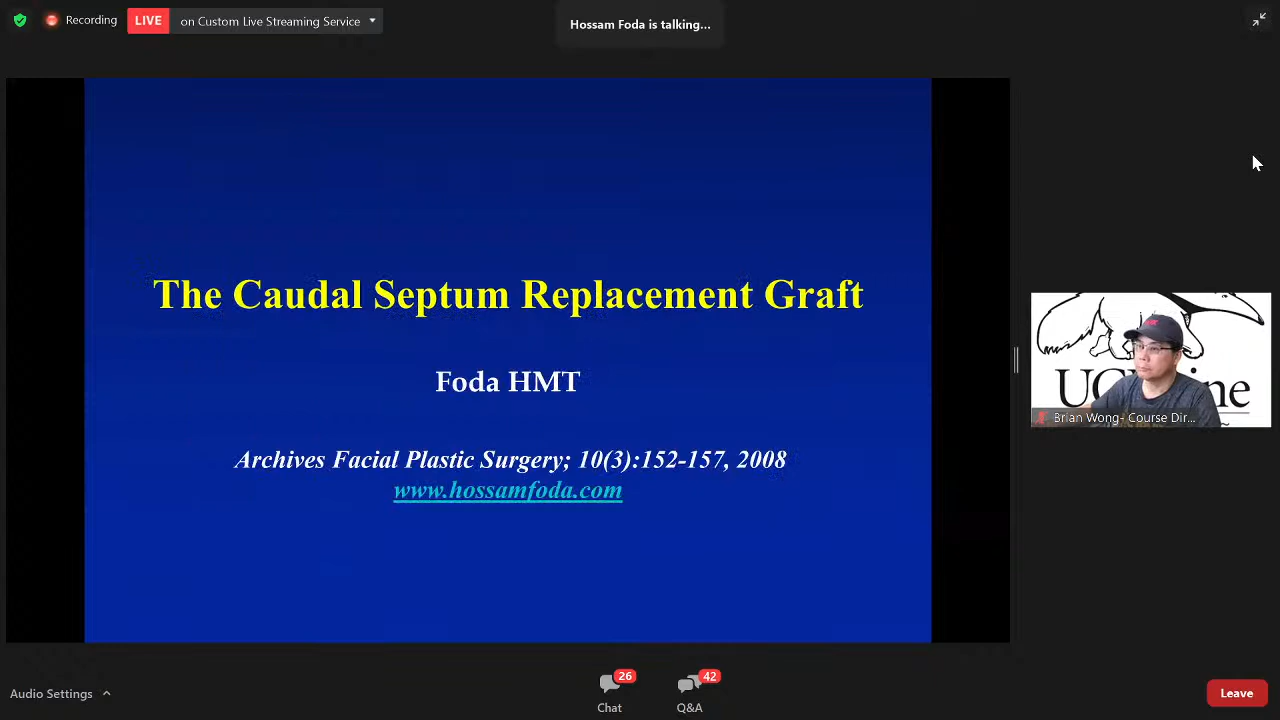 Recording
LIVE on Custom Live Streaming Service
Hossam Foda is talking...
The Caudal Septum Replacement Graft
Foda HMT
Archives Facial Plastic Surgery; 10(3):152-157, 2008
www.hossamfoda.com
Brian Wong- Course Dir...
Audio Settings
26
Chat
42
Q&A
Leave